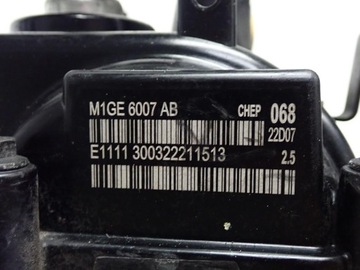 M1GE 6007 AB CHEP 068
22D07
E1111 300322211513 2.5